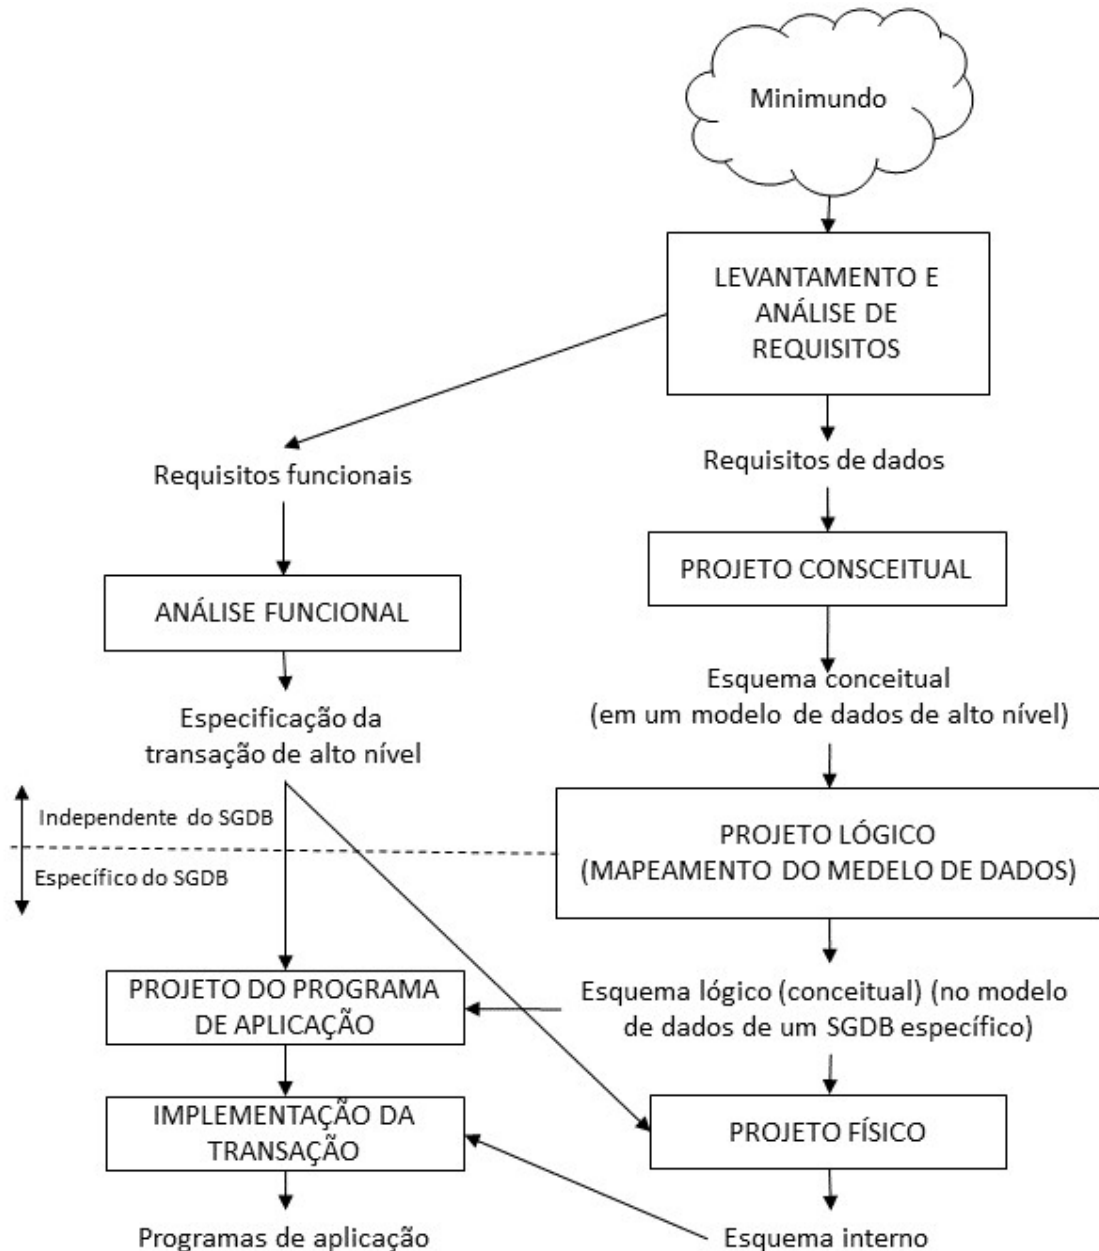 Minimundo
LEVANTAMENTO E
ANÁLISE DE
REQUISITOS
Requisitos funcionais
Requisitos de dados
ANÁLISE FUNCIONAL
PROJETO CONSCEITUAL
Especificação da
transação de alto nível
Esquema conceitual
(em um modelo de dados de alto nível)
Independente do SGDB
Específico do SGDB
PROJETO LÓGICO
(MAPEAMENTO DO MEDELO DE DADOS)
PROJETO DO PROGRAMA
DE APLICAÇÃO
Esquema lógico (conceitual) (no modelo
de dados de um SGDB específico)
IMPLEMENTAÇÃO DA
TRANSAÇÃO
PROJETO FÍSICO
Programas de aplicação
Esquema interno